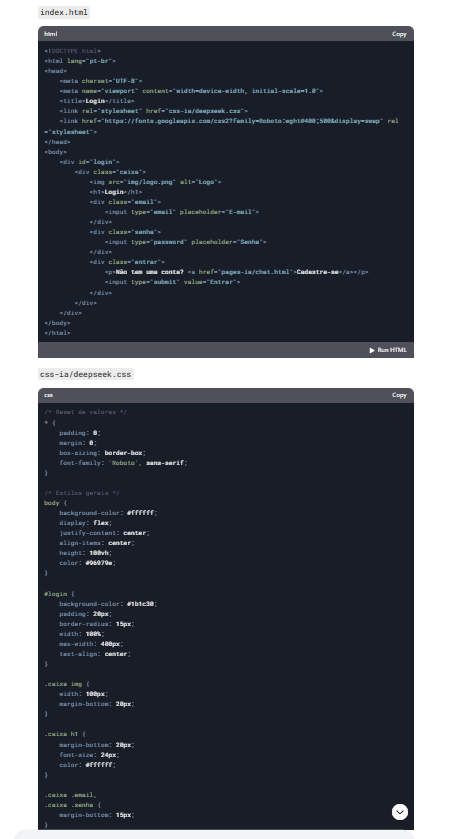 index.html
html Copy
<!DOCTYPE html>
<html lang="pt-br">
<head>
<meta charset="UTF-8">
<meta name="viewport" content="width=device-width, initial-scale=1.0">
<title>Login</title>
<link rel="stylesheet" href="css-ia/deepseek.css">
<link href="https://fonts.googleapis.com/css2?family=Roboto:wght@400;500&display=swap" rel
="stylesheet">
</head>
<body>
<div id="login">
<div class="caixa">
<img src="img/logo.png" alt="Logo">
<h1>Login</h1>
<div class="email">
<input type="email" placeholder="E-mail">
</div>
<div class="senha">
<input type="password" placeholder="Senha">
</div>
<div class="entrar">
<p>Não tem uma conta? <a href="pages-ia/chat.html">Cadastre-se</a></p>
<input type="submit" value="Entrar">
</div>
</div>
</div>
</body>
</html>
Run HTML
css-ia/deepseek.css
css Copy
/* Reset de valores */
* {
padding: 0;
margin: 0;
box-sizing: border-box;
font-family: 'Roboto', sans-serif;
}
/* Estilos gerais */
body {
background-color: #ffffff;
display: flex;
justify-content: center;
align-items: center;
height: 100vh;
color: #96979e;
}
#login {
background-color: #1b1c30;
padding: 20px;
border-radius: 15px;
width: 100%;
max-width: 400px;
text-align: center;
}
.caixa img {
width: 100px;
margin-bottom: 20px;
}
.caixa h1 {
margin-bottom: 20px;
font-size: 24px;
color: #ffffff;
}
.caixa .email,
.caixa .senha {
margin-bottom: 15px;
}